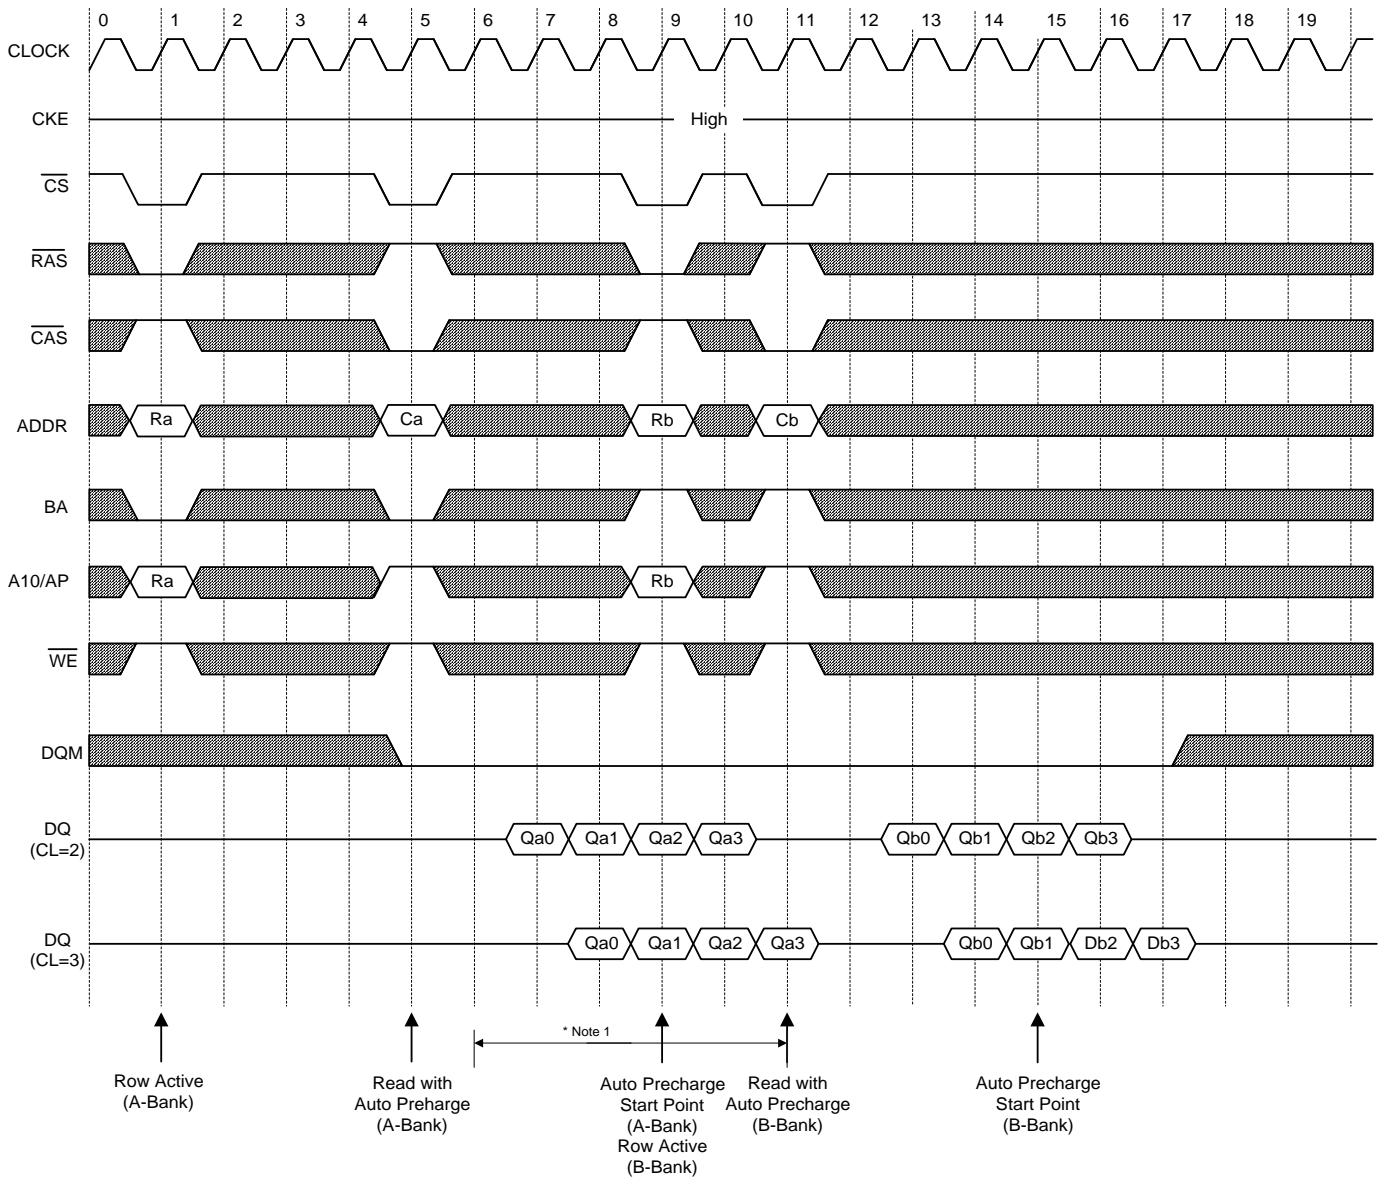 0 1 2 3 4 5 6 7 8 9 10 11 12 13 14 15 16 17 18 19
CLOCK
CKE High
CS
RAS
CAS
ADDR Ra Ca Rb Cb
BA
A10/AP Ra Rb
WE
DQM
DQ
(CL=2)
Qa0 Qa1 Qa2 Qa3 Qb0 Qb1 Qb2 Qb3
DQ
(CL=3)
Qa0 Qa1 Qa2 Qa3 Qb0 Qb1 Db2 Db3
* Note 1
Row Active
(A-Bank)
Read with
Auto Preharge
(A-Bank)
Auto Precharge
Start Point
(A-Bank)
Row Active
(B-Bank)
Read with
Auto Precharge
(B-Bank)
Auto Precharge
Start Point
(B-Bank)